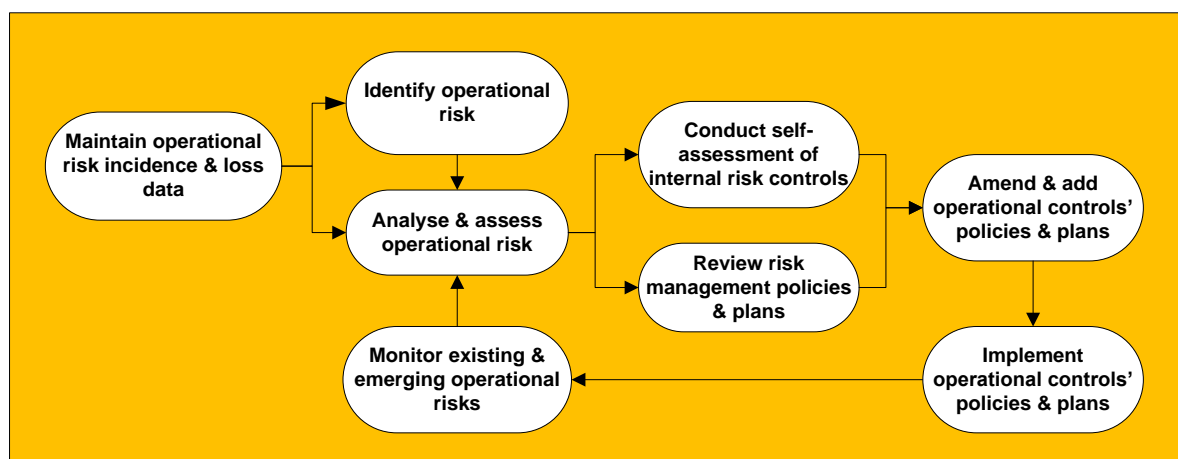 Maintain operational
risk incidence & loss
data
Identify operational
risk
Analyse & assess
operational risk
Monitor existing &
emerging operational
risks
Conduct self-
assessment of
internal risk controls
Review risk
management policies
& plans
Amend & add
operational controls’
policies & plans
Implement
operational controls’
policies & plans